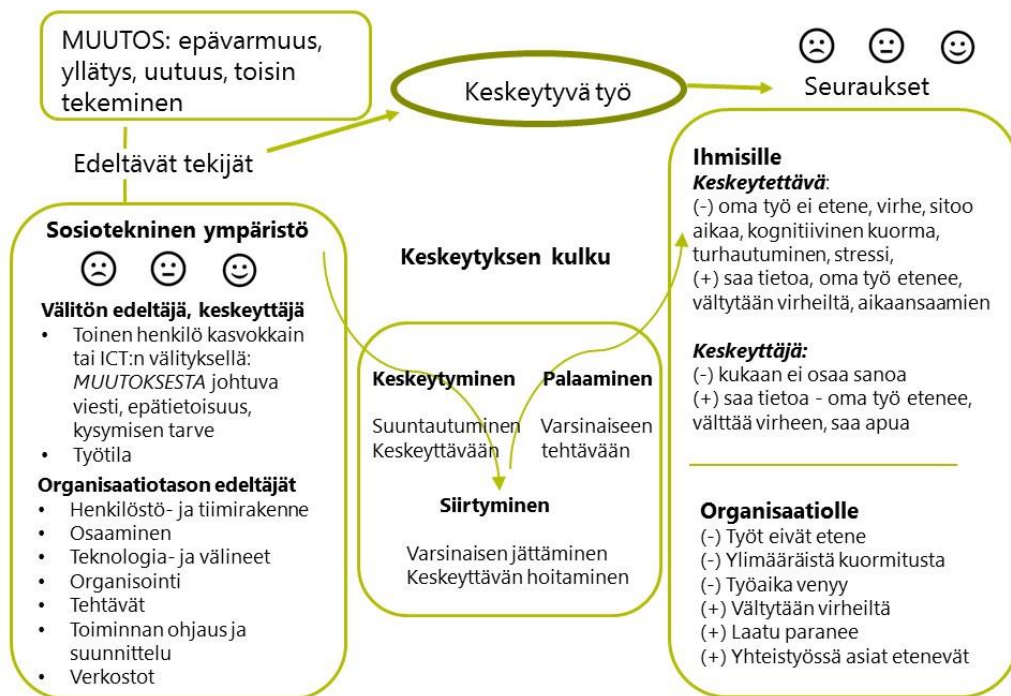 MUUTOS: epävarmuus,
yllätys, uutuus, toisin
tekeminen
Keskeytyvä työ
Seuraukset
Edeltävät tekijät
Sosiotekninen ympäristö
Välitön edeltäjä, keskeyttäjä
• Toinen henkilö kasvokkain
tai ICT:n välityksellä:
MUUTOKSESTA johtuva
viesti, epätietoisuus,
kysymisen tarve
• Työtila
Organisaatiotason edeltäjät
• Henkilöstö- ja tiimirakenne
• Osaaminen
• Teknologia- ja välineet
• Organisointi
• Tehtävät
• Toiminnan ohjaus ja
suunnittelu
• Verkostot
Keskeytyksen kulku
Keskeytyminen
Suuntautuminen
Keskeyttävään
Palaaminen
Varsinaiseen
tehtävään
Siirtyminen
Varsinaisen jättäminen
Keskeyttävän hoitaminen
Ihmisille
Keskeytettävä:
(-) oma työ ei etene, virhe, sitoo
aikaa, kognitiivinen kuorma,
turhautuminen, stressi,
(+) saa tietoa, oma työ etenee,
vältytään virheiltä, aikaansaamien
Keskeyttäjä:
(-) kukaan ei osaa sanoa
(+) saa tietoa - oma työ etenee,
välttää virheen, saa apua
Organisaatiolle
(-) Työt eivät etene
(-) Ylimääräistä kuormitusta
(-) Työaika venyy
(+) Vältytään virheiltä
(+) Laatu paranee
(+) Yhteistyössä asiat etenevät